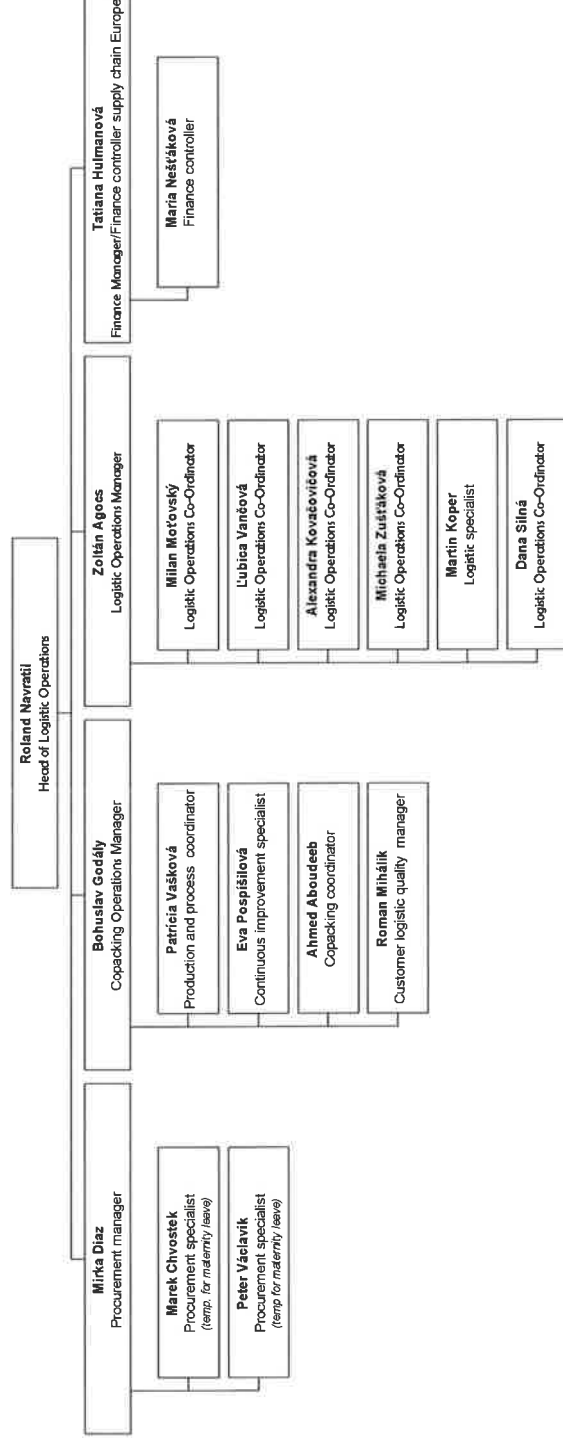 Roland Navratil
Head of Logistic Operations
Mirka Diaz
Procurement manager
Marek Chvostek
Procurement specialist
(temp. for maternity leave)
Peter Václavik
Procurement specialist
(temp for maternity leave)
Bohuslav Godály
Copacking Operations Manager
Patrícia Vašková
Production and process coordinator
Eva Pospíšilová
Continuous improvement specialist
Ahmed Aboudeeb
Copacking coordinator
Roman Mihálik
Customer logistic quality manager
Zoltán Agocs
Logistic Operations Manager
Milan Moťovský
Logistic Operations Co-Ordinator
Ľubica Vančová
Logistic Operations Co-Ordinator
Alexandra Kovačovičová
Logistic Operations Co-Ordinator
Michaela Zušťáková
Logistic Operations Co-Ordinator
Martin Koper
Logistic specialist
Dana Silná
Logistic Operations Co-Ordinator
Tatiana Hulmanová
Finance Manager/Finance controller supply chain Europe
Maria Nešťáková
Finance controller